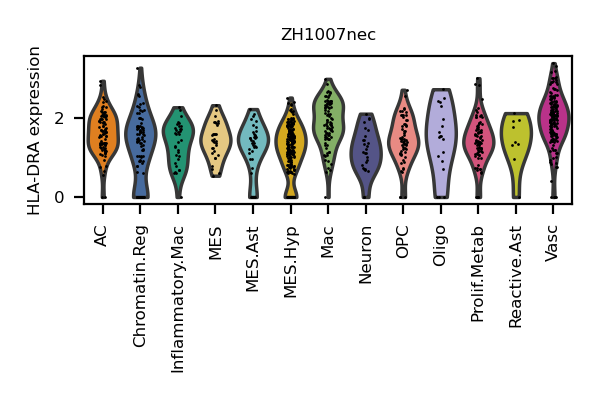 ZH1007nec
HLA-DRA expression
2
0
AC
Chromatin.Reg
Inflammatory.Mac
MES
MES.Ast
MES.Hyp
Mac
Neuron
OPC
Oligo
Prolif.Metab
Reactive.Ast
Vasc